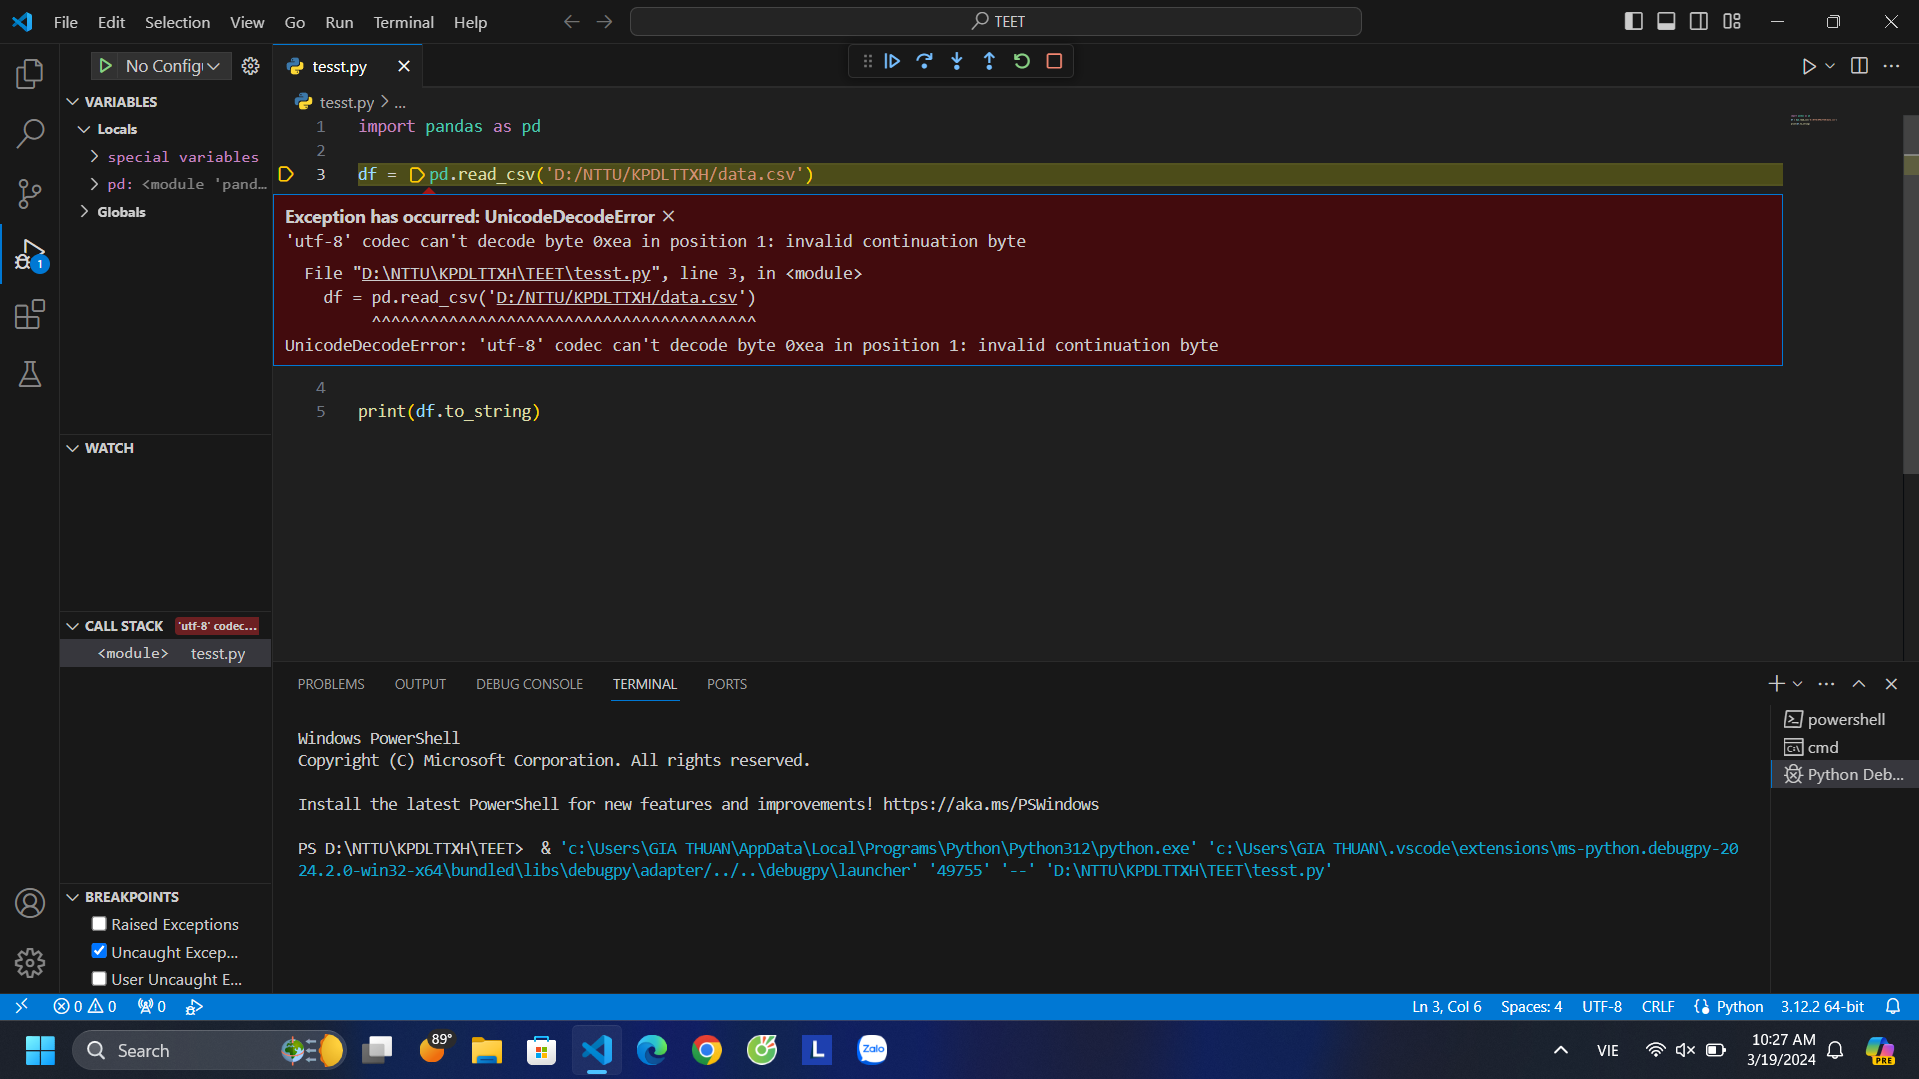 File Edit Selection View Go Run Terminal Help
TEET
No Config
tesst.py
VARIABLES
Locals
special variables
pd: <module 'pand...
Globals
WATCH
CALL STACK 'utf-8' codec...
<module> tesst.py
BREAKPOINTS
Raised Exceptions
Uncaught Excep...
User Uncaught E...
tesst.py > ...
1 import pandas as pd
2
3 df = pd.read_csv('D:/NTTU/KPDLTTXH/data.csv')
Exception has occurred: UnicodeDecodeError
'utf-8' codec can't decode byte 0xea in position 1: invalid continuation byte
File "D:\NTTU\KPDLTTXH\TEET\tesst.py", line 3, in <module>
df = pd.read_csv('D:/NTTU/KPDLTTXH/data.csv')
^^^^^^^^^^^^^^^^^^^^^^^^^^^^^^^^^^^^^^^^
UnicodeDecodeError: 'utf-8' codec can't decode byte 0xea in position 1: invalid continuation byte
4
5 print(df.to_string)
PROBLEMS OUTPUT DEBUG CONSOLE TERMINAL PORTS
Windows PowerShell
Copyright (C) Microsoft Corporation. All rights reserved.
Install the latest PowerShell for new features and improvements! https://aka.ms/PSWindows
PS D:\NTTU\KPDLTTXH\TEET> & 'c:\Users\GIA THUAN\AppData\Local\Programs\Python\Python312\python.exe' 'c:\Users\GIA THUAN\.vscode\extensions\ms-python.debugpy-20
24.2.0-win32-x64\bundled\libs\debugpy\adapter/../..\debugpy\launcher' '49755' '--' 'D:\NTTU\KPDLTTXH\TEET\tesst.py'
powershell
cmd
Python Deb...
1
0 0 0
Ln 3, Col 6 Spaces: 4 UTF-8 CRLF Python 3.12.2 64-bit
Search
89°
L
Zalo
VIE
10:27 AM
3/19/2024
PRE